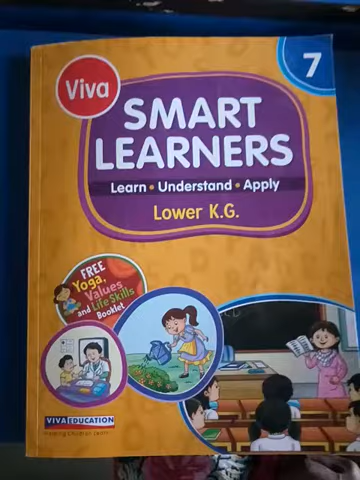 7
Viva
SMART
LEARNERS
Learn • Understand • Apply
Lower K.G.
FREE
Yoga,
Values
and Life Skills
Booklet
VIVA EDUCATION